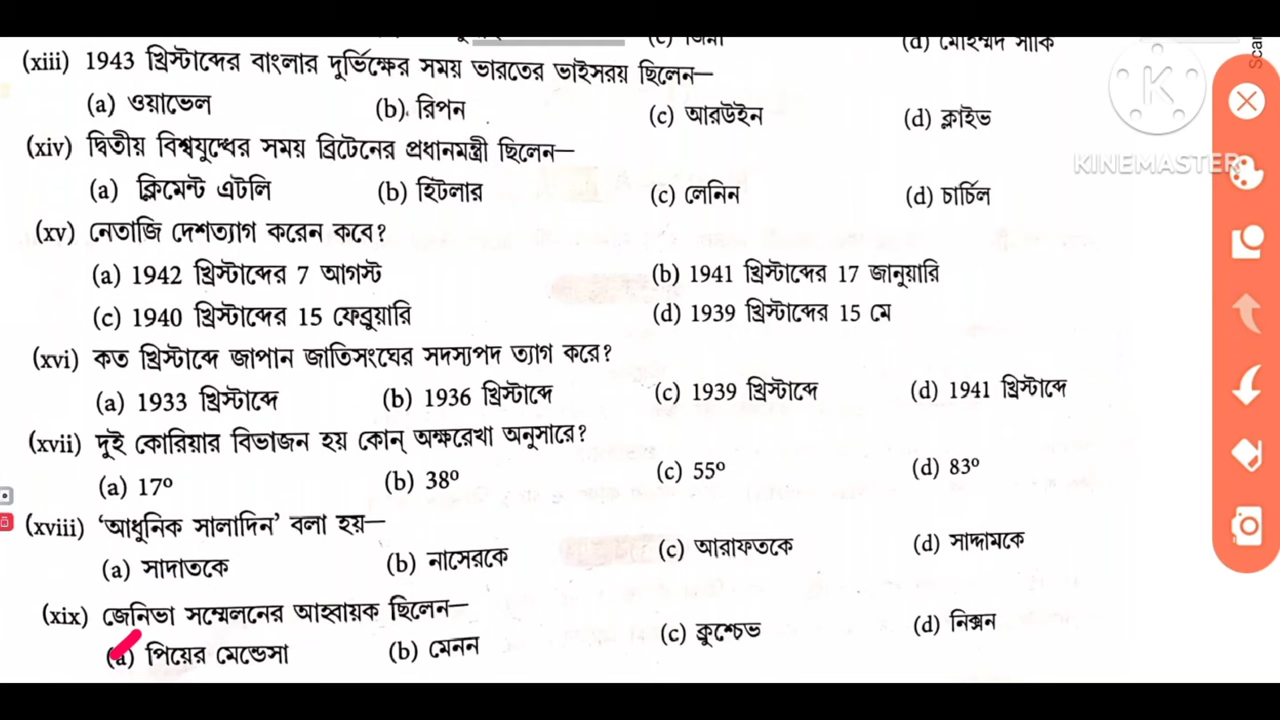 (c) জিন্না (d) মোহম্মদ সাকি
(xiii) 1943 খ্রিস্টাব্দের বাংলার দুর্ভিক্ষের সময় ভারতের ভাইসরয় ছিলেন—
(a) ওয়াভেল (b) রিপন (c) আরউইন (d) ক্লাইভ
(xiv) দ্বিতীয় বিশ্বযুদ্ধের সময় ব্রিটেনের প্রধানমন্ত্রী ছিলেন—
KINEMASTER
(a) ক্লিমেন্ট এটলি (b) হিটলার (c) লেনিন (d) চার্চিল
(xv) নেতাজি দেশত্যাগ করেন কবে?
(a) 1942 খ্রিস্টাব্দের 7 আগস্ট (b) 1941 খ্রিস্টাব্দের 17 জানুয়ারি
(c) 1940 খ্রিস্টাব্দের 15 ফেব্রুয়ারি (d) 1939 খ্রিস্টাব্দের 15 মে
(xvi) কত খ্রিস্টাব্দে জাপান জাতিসংঘের সদস্যপদ ত্যাগ করে?
(a) 1933 খ্রিস্টাব্দে (b) 1936 খ্রিস্টাব্দে (c) 1939 খ্রিস্টাব্দে (d) 1941 খ্রিস্টাব্দে
(xvii) দুই কোরিয়ার বিভাজন হয় কোন্ অক্ষরেখা অনুসারে?
(a) 17° (b) 38° (c) 55° (d) 83°
(xviii) ‘আধুনিক সালাদিন’ বলা হয়—
(a) সাদাতকে (b) নাসেরকে (c) আরাফতকে (d) সাদ্দামকে
(xix) জেনিভা সম্মেলনের আহ্বায়ক ছিলেন—
(a) পিয়ের মেন্ডেসা (b) মেনন (c) ক্রুশ্চেভ (d) নিক্সন